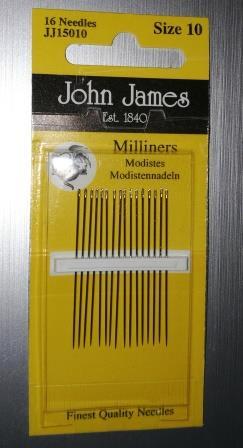 16 Needles
JJ15010
Size 10
John James
Est. 1840
Milliners
Modistes
Modistennadeln
Finest Quality Needles